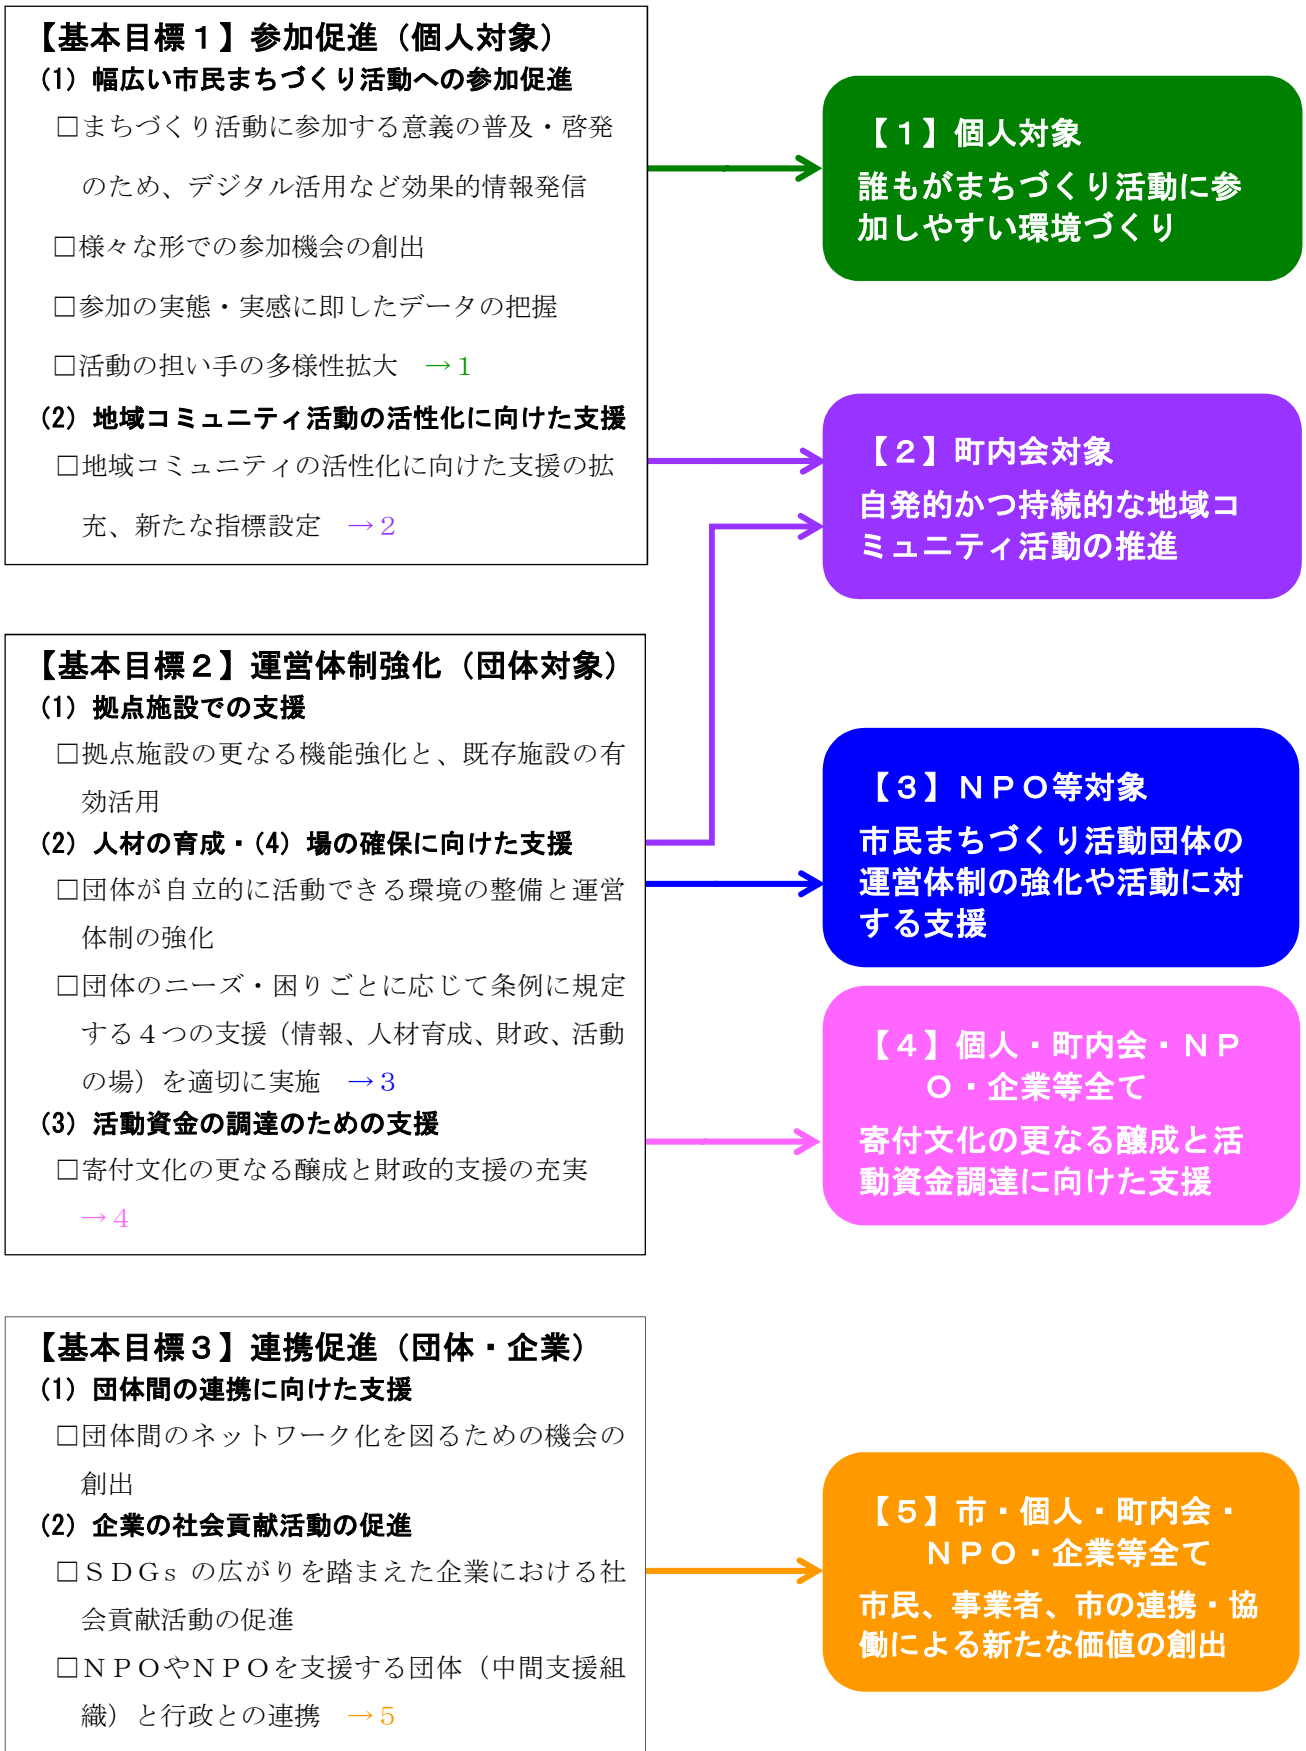 【基本目標１】参加促進（個人対象）
(1) 幅広い市民まちづくり活動への参加促進
□まちづくり活動に参加する意義の普及・啓発
のため、デジタル活用など効果的情報発信
□様々な形での参加機会の創出
□参加の実態・実感に即したデータの把握
□活動の担い手の多様性拡大　→１
(2) 地域コミュニティ活動の活性化に向けた支援
□地域コミュニティの活性化に向けた支援の拡
充、新たな指標設定　→２
【１】個人対象
誰もがまちづくり活動に参
加しやすい環境づくり
【２】町内会対象
自発的かつ持続的な地域コ
ミュニティ活動の推進
【基本目標２】運営体制強化（団体対象）
(1) 拠点施設での支援
□拠点施設の更なる機能強化と、既存施設の有
効活用
(2) 人材の育成・(4) 場の確保に向けた支援
□団体が自立的に活動できる環境の整備と運営
体制の強化
□団体のニーズ・困りごとに応じて条例に規定
する４つの支援（情報、人材育成、財政、活動
の場）を適切に実施　→３
(3) 活動資金の調達のための支援
□寄付文化の更なる醸成と財政的支援の充実
→４
【３】ＮＰＯ等対象
市民まちづくり活動団体の
運営体制の強化や活動に対
する支援
【４】個人・町内会・ＮＰ
Ｏ・企業等全て
寄付文化の更なる醸成と活
動資金調達に向けた支援
【基本目標３】連携促進（団体・企業）
(1) 団体間の連携に向けた支援
□団体間のネットワーク化を図るための機会の
創出
(2) 企業の社会貢献活動の促進
□ＳＤＧs の広がりを踏まえた企業における社
会貢献活動の促進
□ＮＰＯやＮＰＯを支援する団体（中間支援組
織）と行政との連携　→５
【５】市・個人・町内会・
ＮＰＯ・企業等全て
市民、事業者、市の連携・協
働による新たな価値の創出